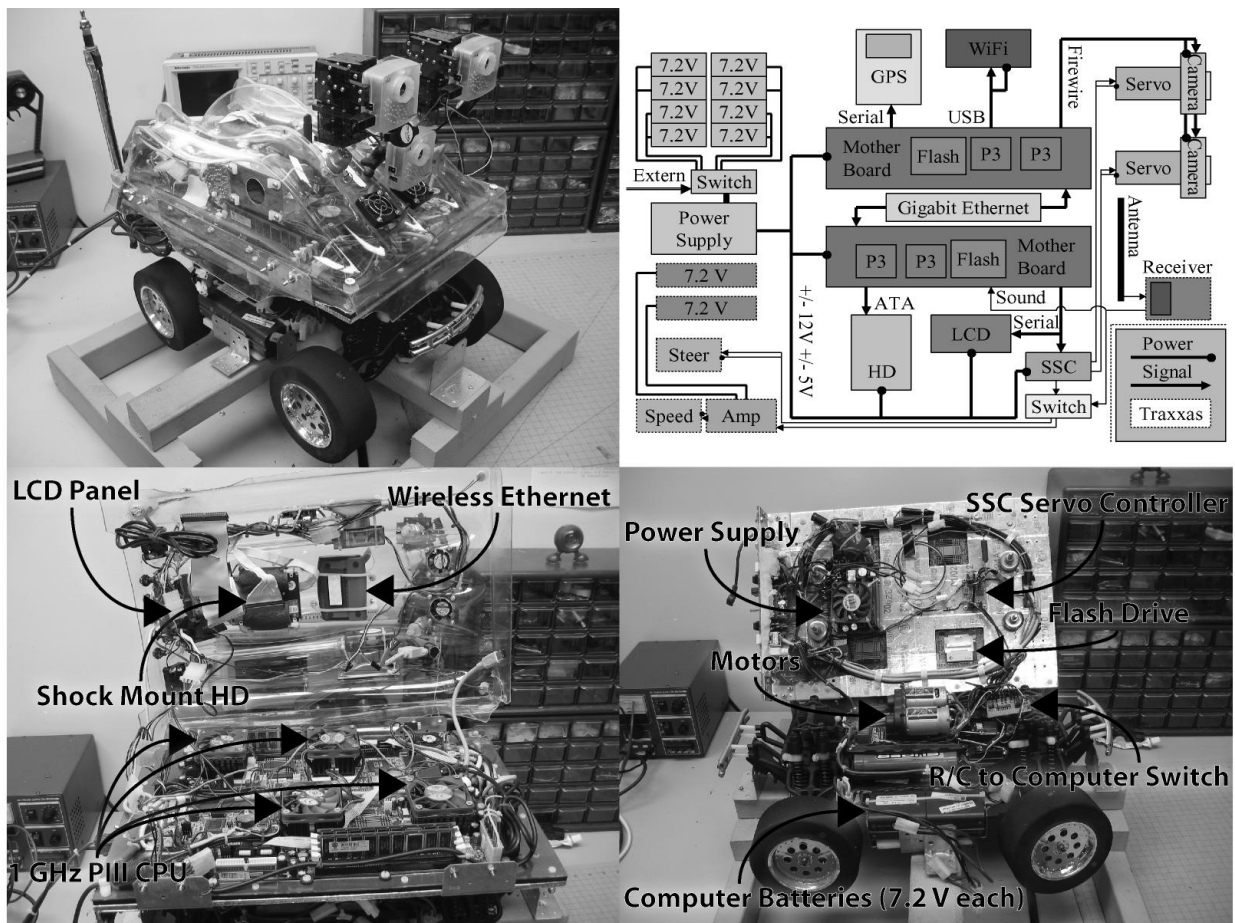 7.2V 7.2V
7.2V 7.2V
7.2V 7.2V
7.2V 7.2V
Extern
Switch
Power
Supply
7.2 V
7.2 V
Steer
Speed
Amp
GPS
WiFi
Serial
USB
Firewire
Mother
Board
Flash
P3
P3
Gigabit Ethernet
P3
P3
Flash
Mother
Board
+/- 12V +/- 5V
ATA
HD
LCD
Sound
Serial
SSC
Switch
Servo
Camera
Servo
Camera
Antenna
Receiver
Power
Signal
Traxxas
LCD Panel
Wireless Ethernet
Shock Mount HD
1 GHz PIII CPU
SSC Servo Controller
Power Supply
Flash Drive
Motors
R/C to Computer Switch
Computer Batteries (7.2 V each)